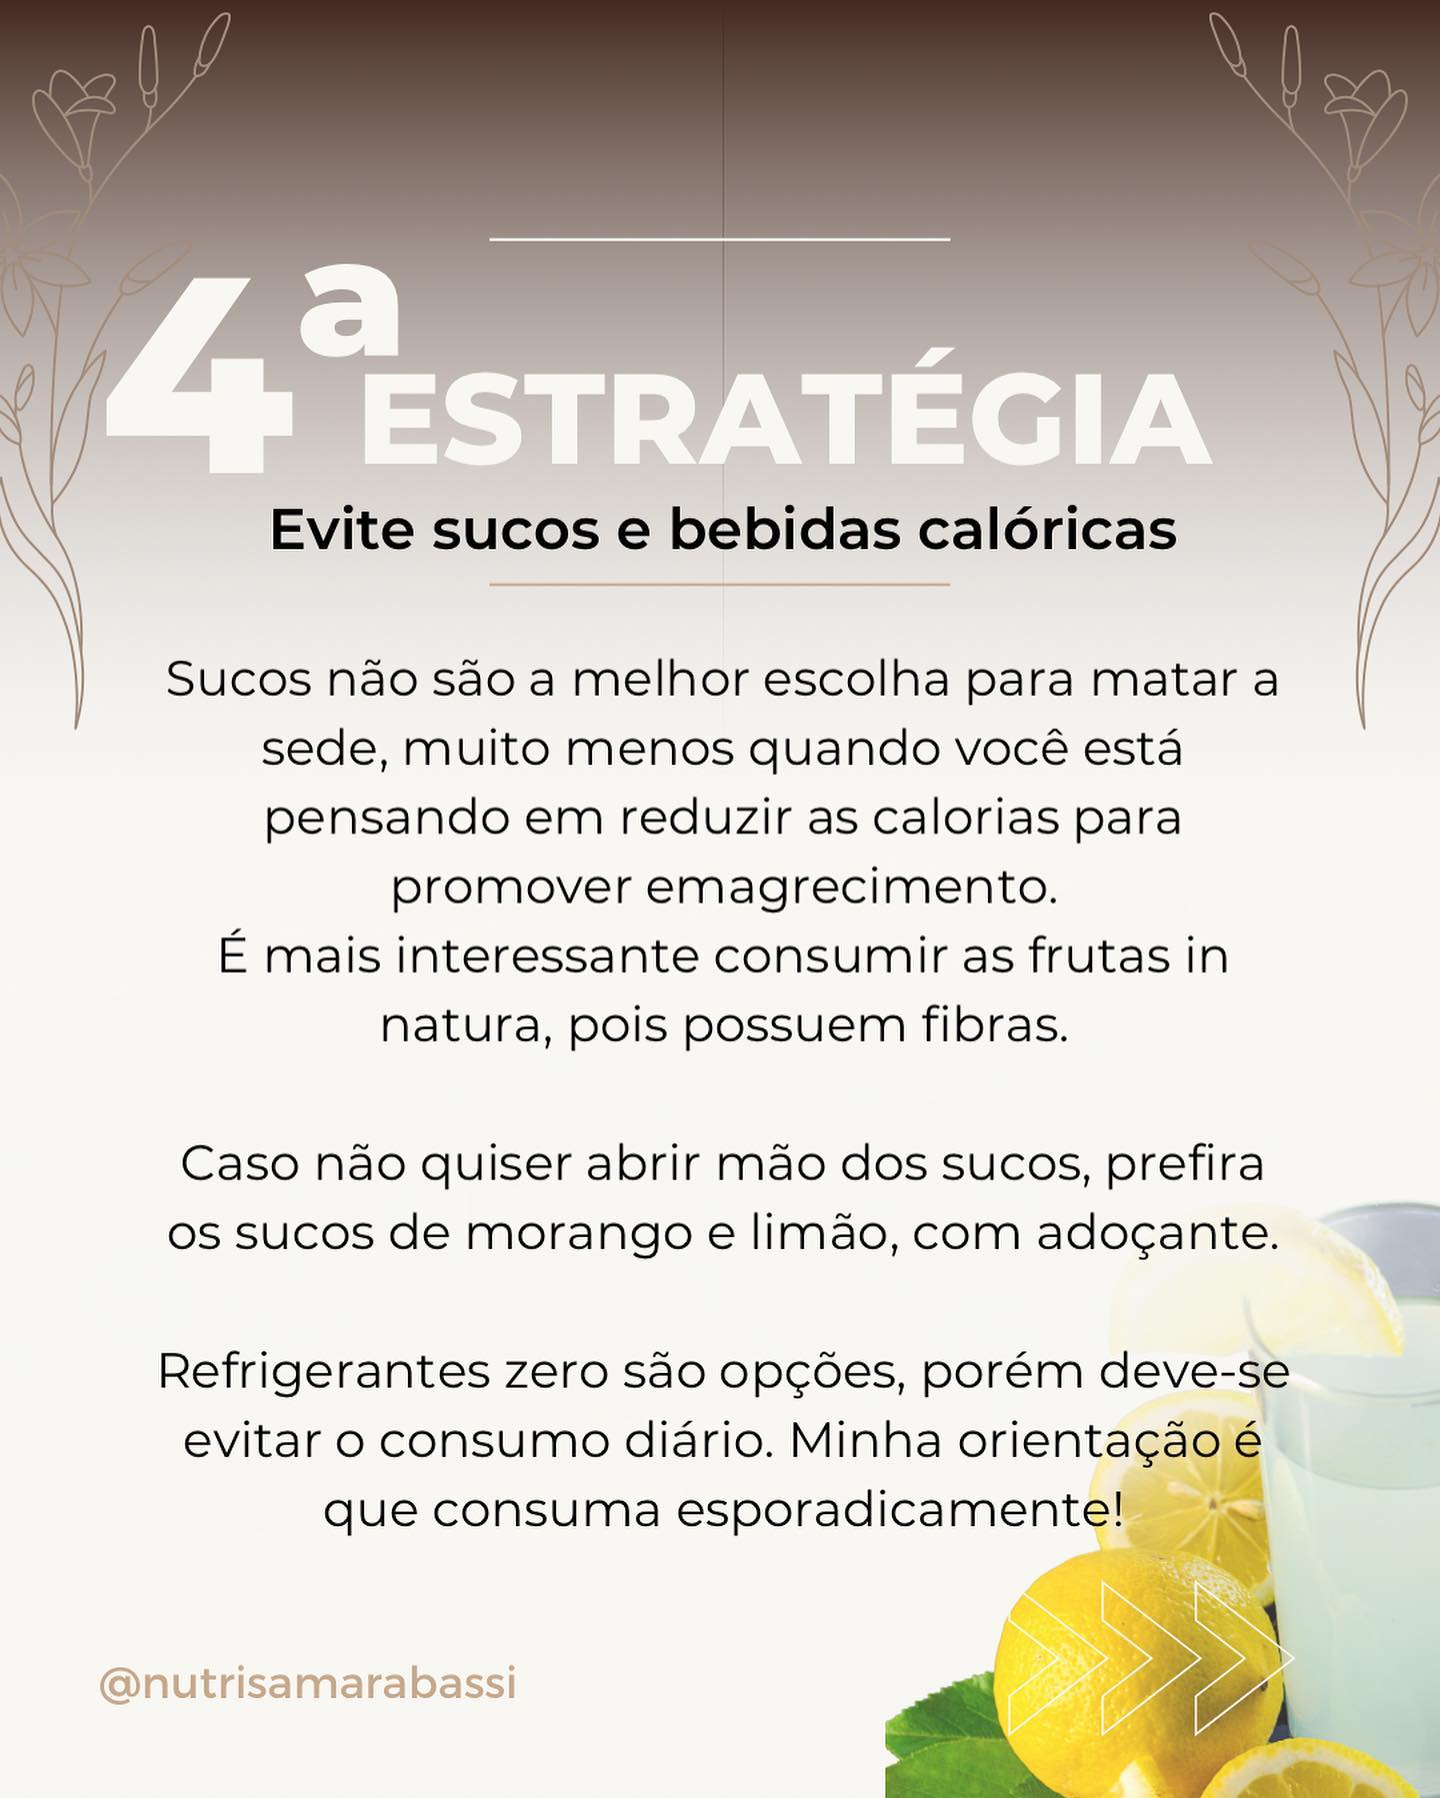 4ª ESTRATÉGIA
Evite sucos e bebidas calóricas
Sucos não são a melhor escolha para matar a
sede, muito menos quando você está
pensando em reduzir as calorias para
promover emagrecimento.
É mais interessante consumir as frutas in
natura, pois possuem fibras.
Caso não quiser abrir mão dos sucos, prefira
os sucos de morango e limão, com adoçante.
Refrigerantes zero são opções, porém deve-se
evitar o consumo diário. Minha orientação é
que consuma esporadicamente!
@nutrisamarabassi